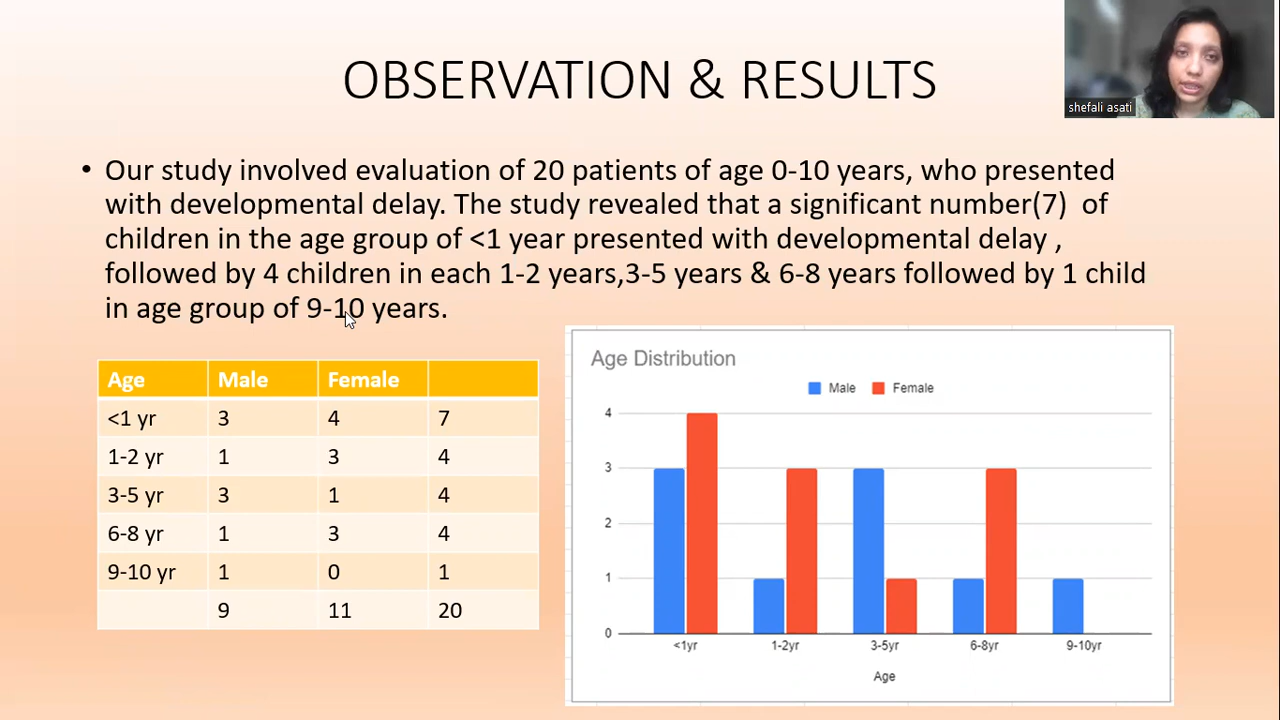 OBSERVATION & RESULTS
shefali asati
• Our study involved evaluation of 20 patients of age 0-10 years, who presented
with developmental delay. The study revealed that a significant number(7)  of
children in the age group of <1 year presented with developmental delay ,
followed by 4 children in each 1-2 years,3-5 years & 6-8 years followed by 1 child
in age group of 9-10 years.
Age Male Female
<1 yr 3 4 7
1-2 yr 1 3 4
3-5 yr 3 1 4
6-8 yr 1 3 4
9-10 yr 1 0 1
9 11 20
Age Distribution
Male Female
4
3
2
1
0
<1yr 1-2yr 3-5yr 6-8yr 9-10yr
Age